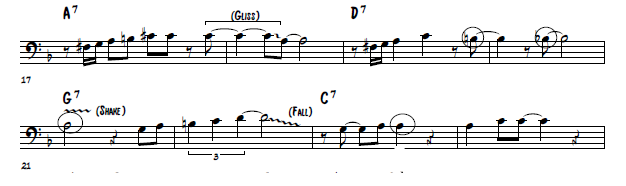 A7 D7
(GLISS)
17
G7 C7
(SHAKE) (FALL)
3
21